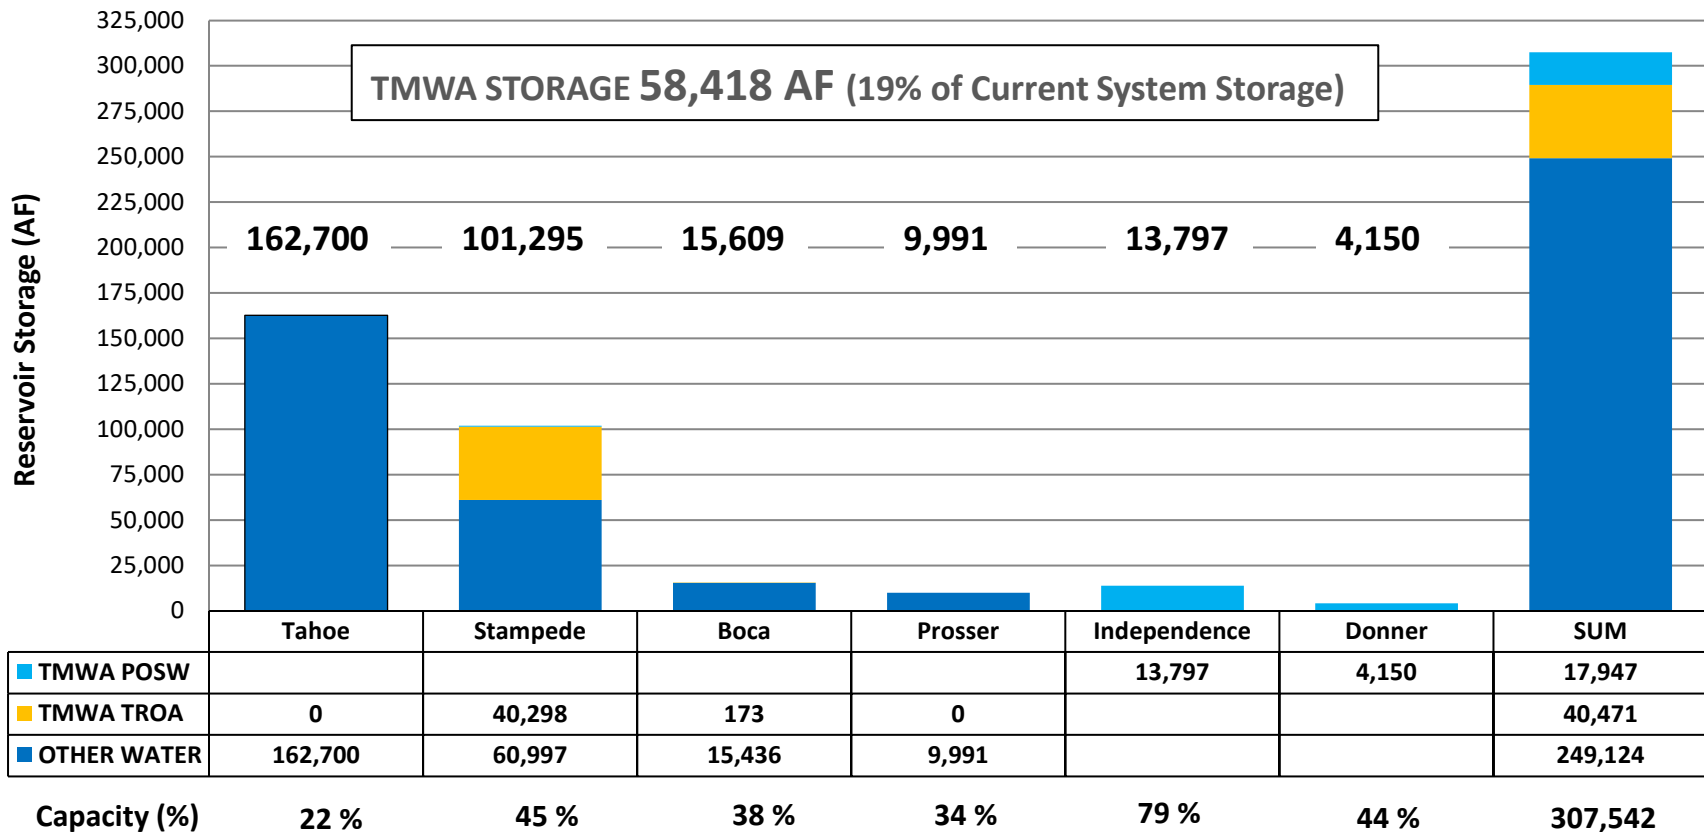 325,000
300,000
275,000
250,000
225,000
200,000
175,000
150,000
125,000
100,000
75,000
50,000
25,000
0
Reservoir Storage (AF)
TMWA STORAGE 58,418 AF (19% of Current System Storage)
162,700 101,295 15,609 9,991 13,797 4,150
Tahoe Stampede Boca Prosser Independence Donner SUM
TMWA POSW 13,797 4,150 17,947
TMWA TROA 0 40,298 173 0 40,471
OTHER WATER 162,700 60,997 15,436 9,991 249,124
Capacity (%) 22 % 45 % 38 % 34 % 79 % 44 % 307,542